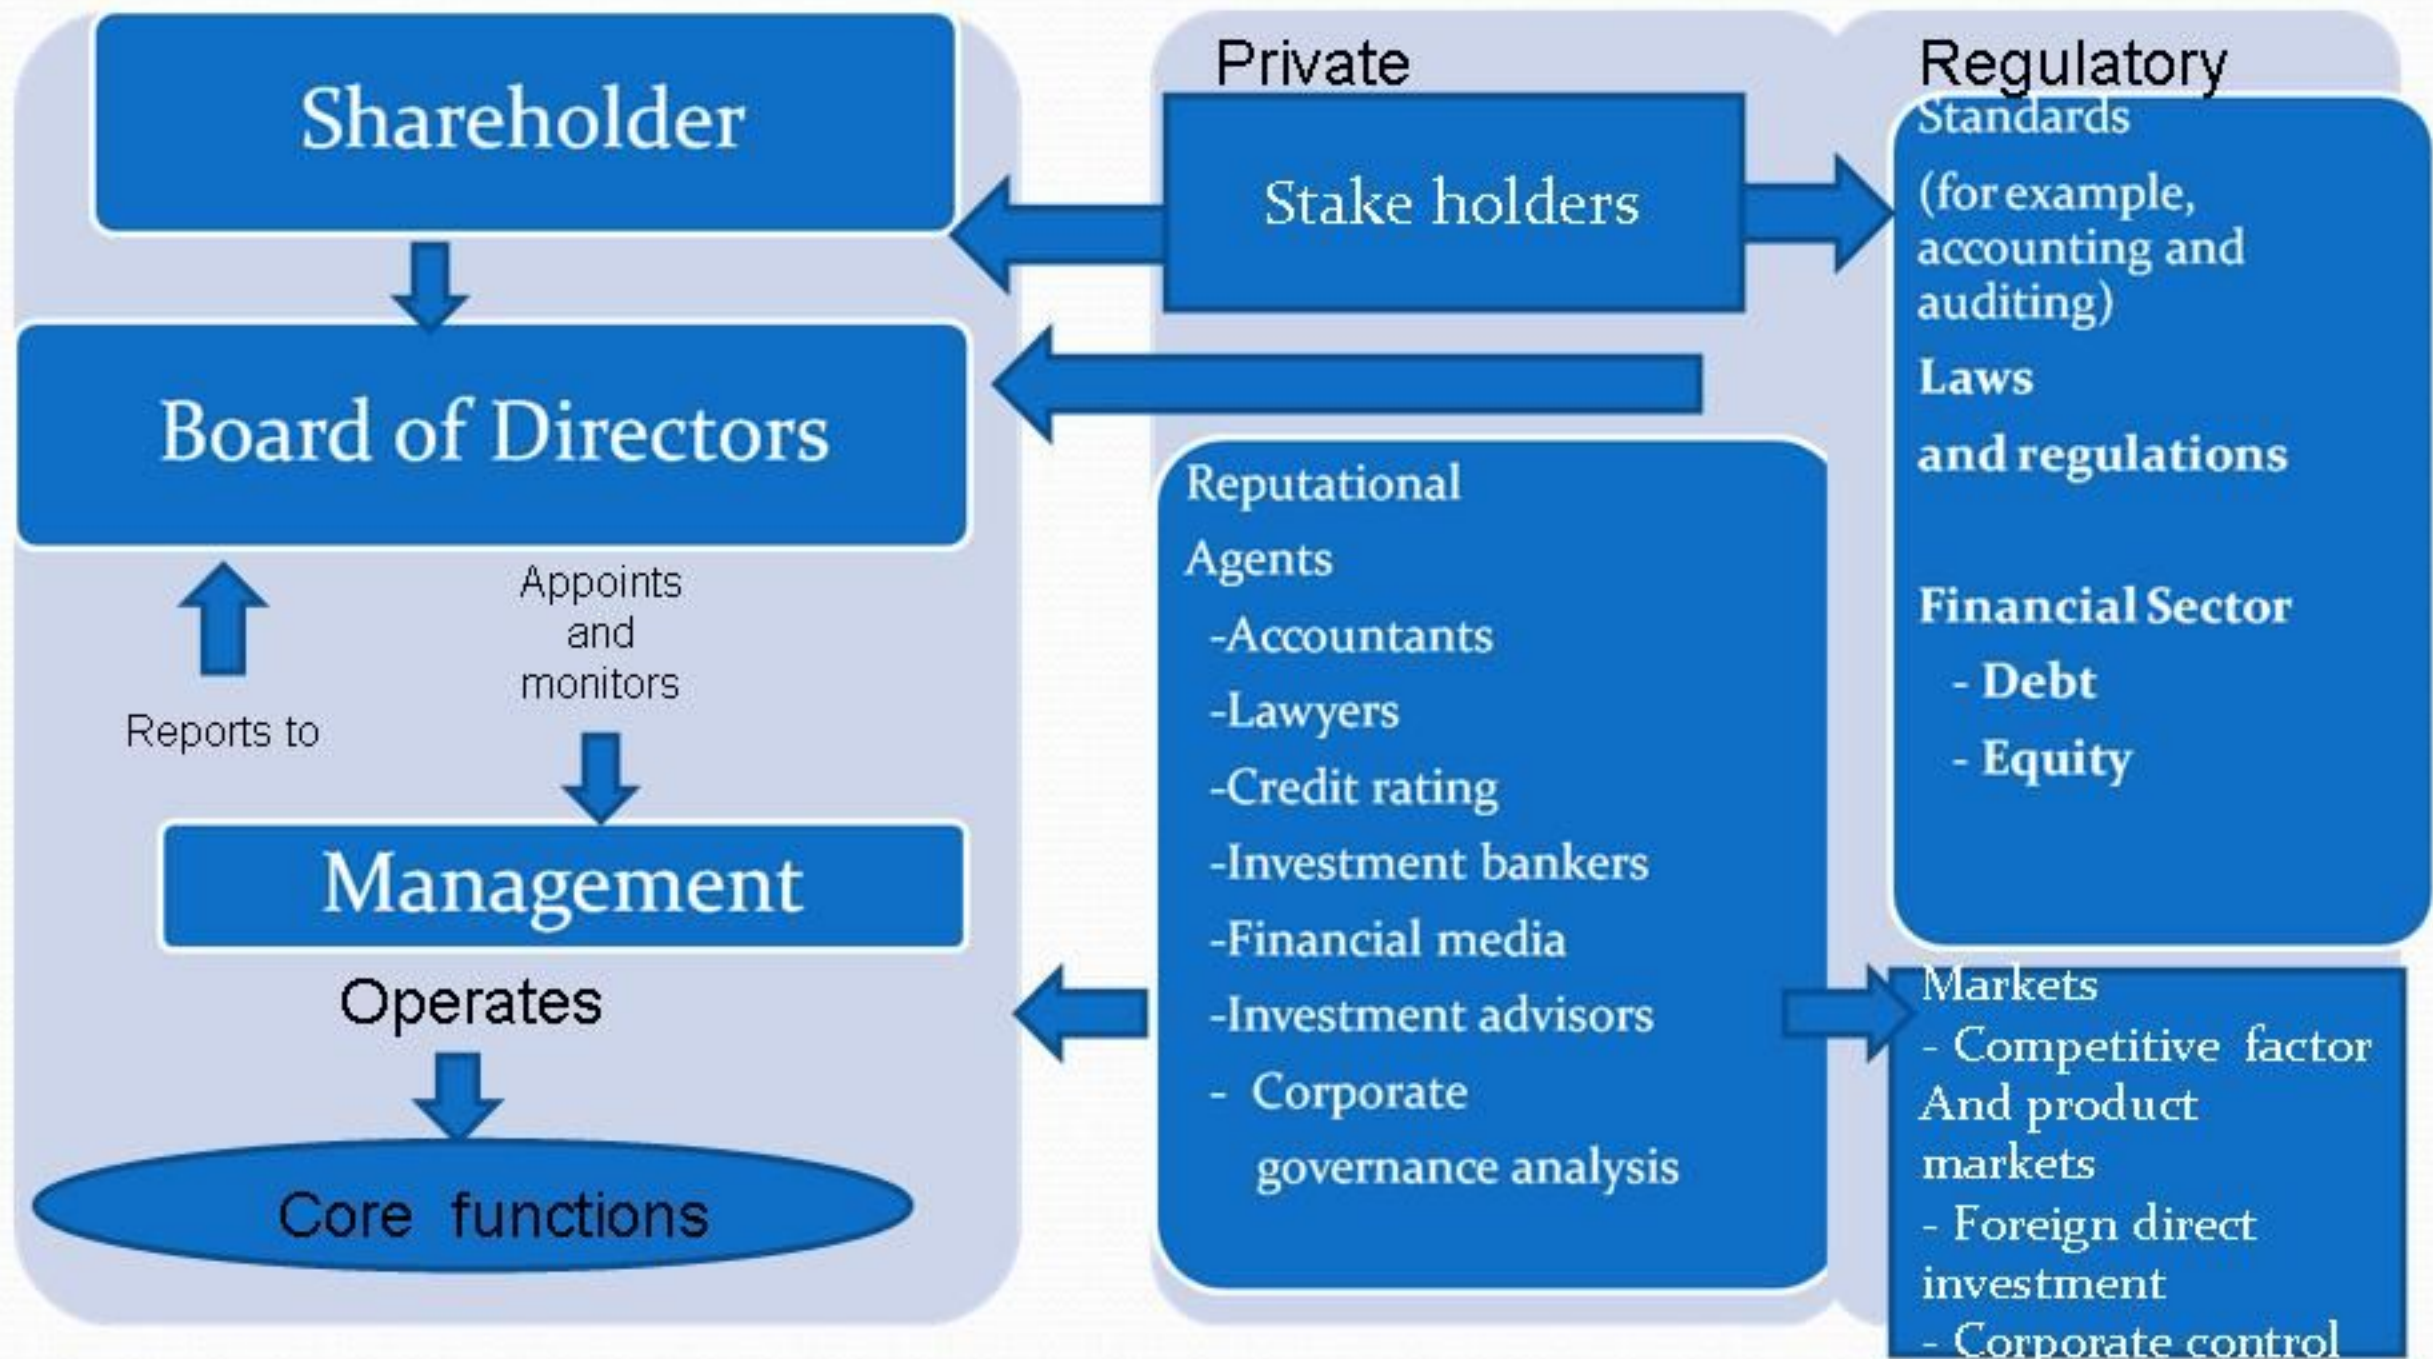 Shareholder
Board of Directors
Reports to
Appoints
and
monitors
Management
Operates
Core functions
Private
Stake holders
Reputational
Agents
-Accountants
-Lawyers
-Credit rating
-Investment bankers
-Financial media
-Investment advisors
- Corporate
governance analysis
Regulatory
Standards
(for example,
accounting and
auditing)
Laws
and regulations
Financial Sector
- Debt
- Equity
Markets
- Competitive factor
And product
markets
- Foreign direct
investment
- Corporate control